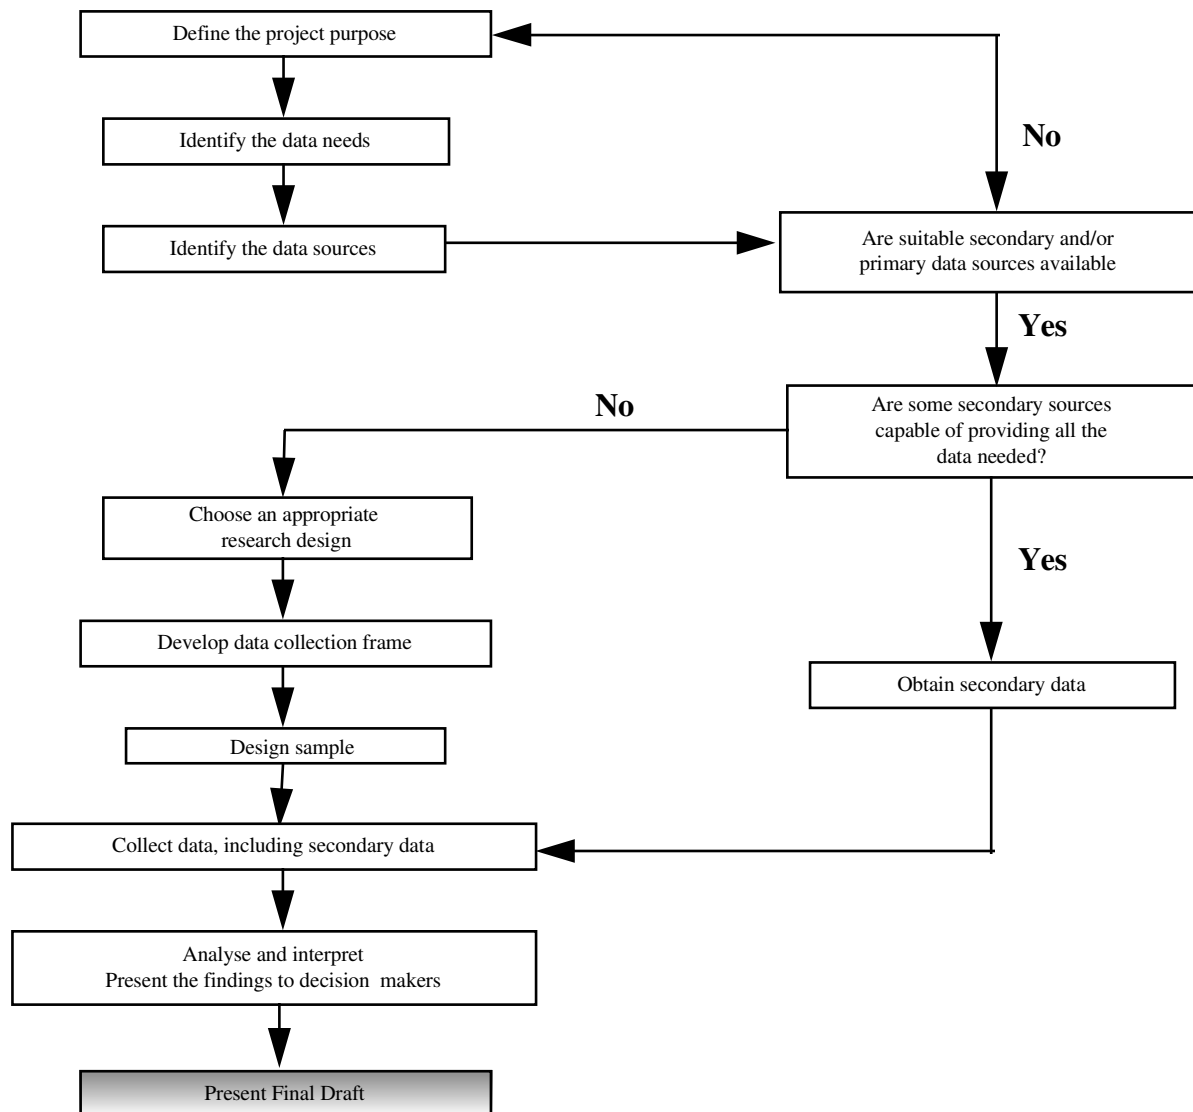 Define the project purpose
No
Identify the data needs
Identify the data sources
Are suitable secondary and/or
primary data sources available
Yes
No
Are some secondary sources
capable of providing all the
data needed?
Choose an appropriate
research design
Yes
Develop data collection frame
Obtain secondary data
Design sample
Collect data, including secondary data
Analyse and interpret
Present the findings to decision makers
Present Final Draft